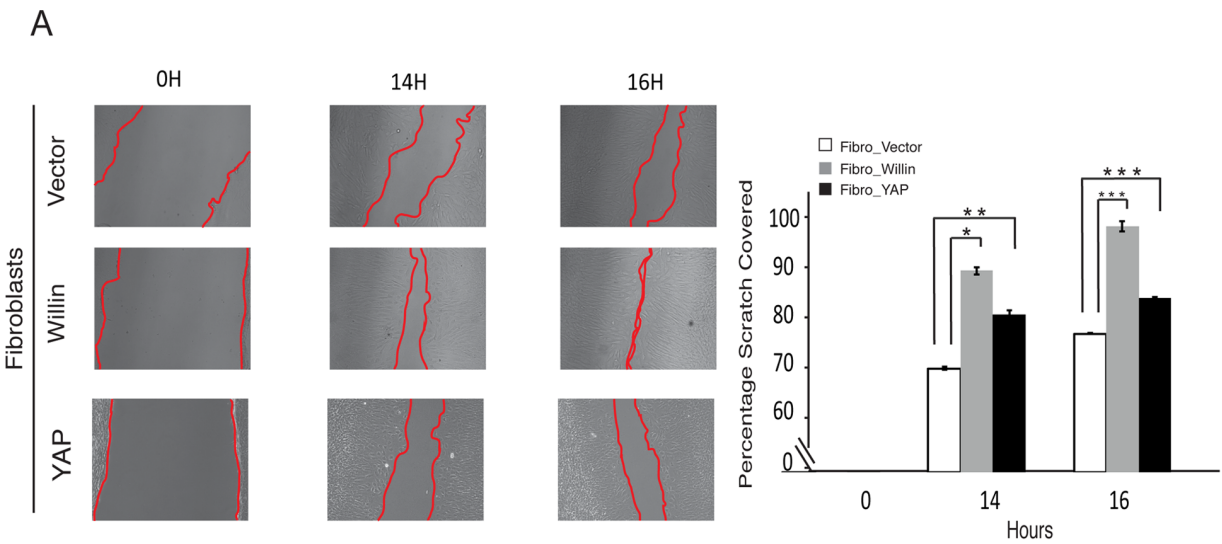 A
0H
14H
16H
Fibroblasts
Vector
Willin
YAP
Fibro_Vector
Fibro_Willin
Fibro_YAP
Percentage Scratch Covered
100
90
80
70
60
0
**
*
***
***
0
14
16
Hours